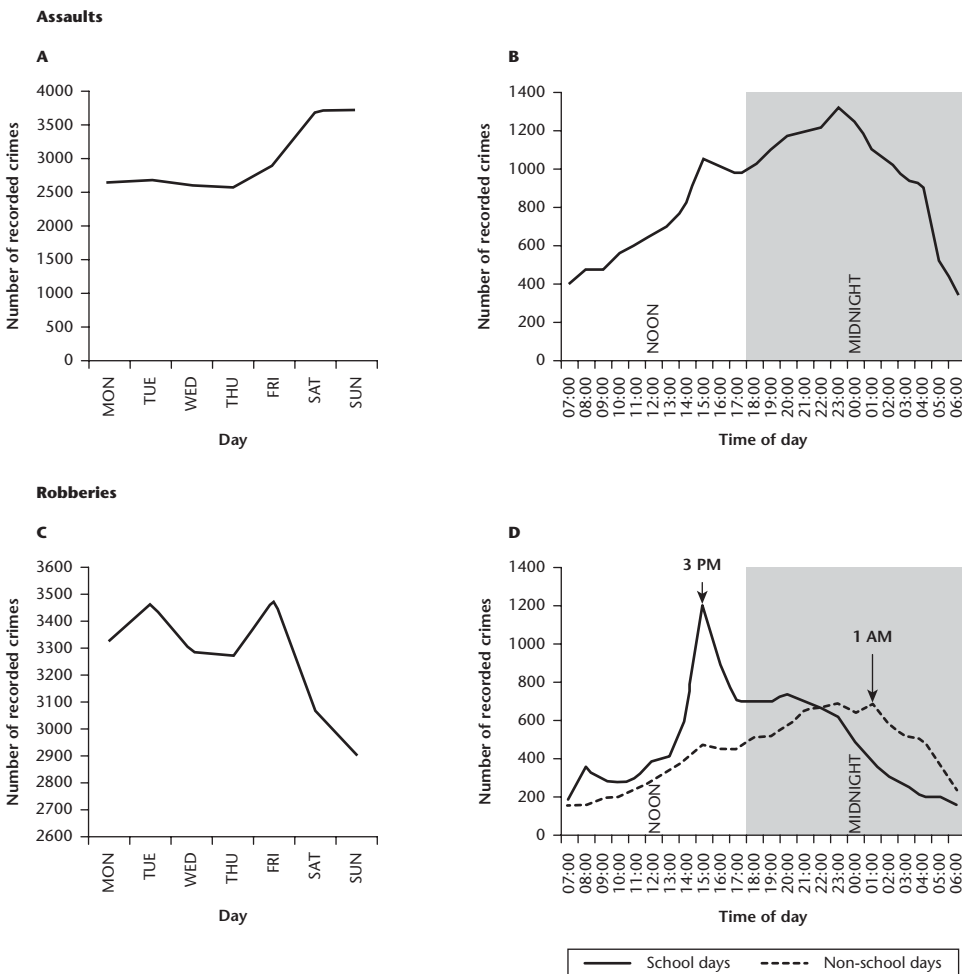 Assaults
A
Number of recorded crimes
4000
3500
3000
2500
2000
1500
1000
500
0
MON
TUE
WED
THU
FRI
SAT
SUN
Day
B
Number of recorded crimes
1400
1200
1000
800
600
400
200
0
NOON
MIDNIGHT
07:00
08:00
09:00
10:00
11:00
12:00
13:00
14:00
15:00
16:00
17:00
18:00
19:00
20:00
21:00
22:00
23:00
00:00
01:00
02:00
03:00
04:00
05:00
06:00
Time of day
Robberies
C
Number of recorded crimes
3600
3500
3400
3300
3200
3100
3000
2900
2800
2700
2600
MON
TUE
WED
THU
FRI
SAT
SUN
Day
D
Number of recorded crimes
1400
1200
1000
800
600
400
200
0
3 PM
1 AM
NOON
MIDNIGHT
07:00
08:00
09:00
10:00
11:00
12:00
13:00
14:00
15:00
16:00
17:00
18:00
19:00
20:00
21:00
22:00
23:00
00:00
01:00
02:00
03:00
04:00
05:00
06:00
Time of day
School days
Non-school days